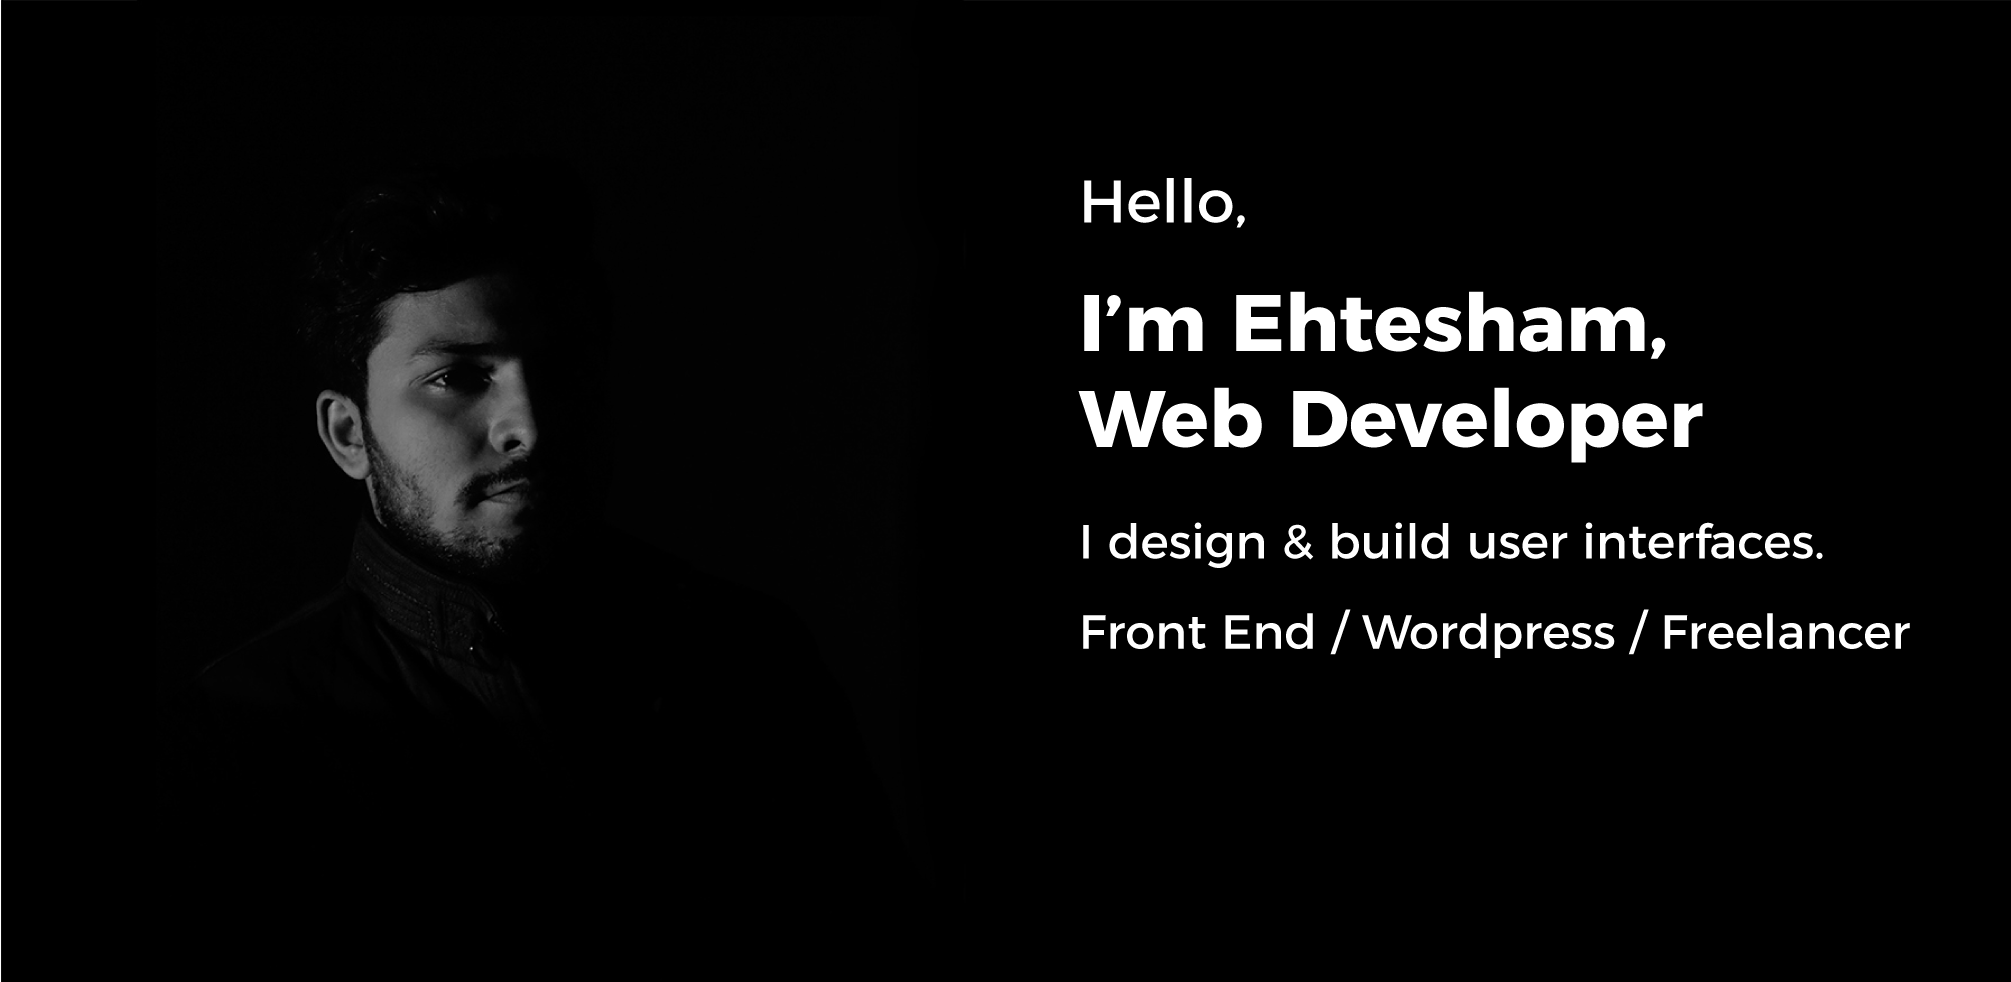 Hello,
I’m Ehtesham,
Web Developer
I design & build user interfaces.
Front End / Wordpress / Freelancer